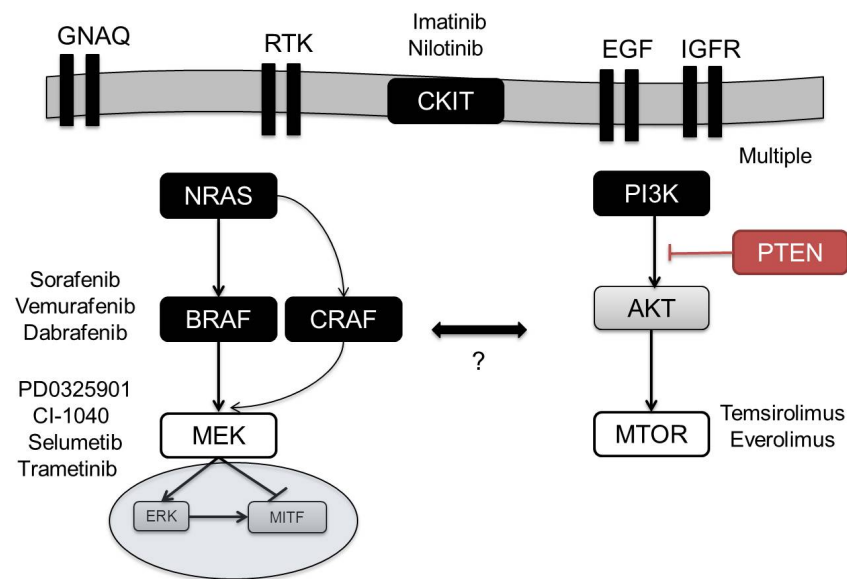 Imatinib
Nilotinib
GNAQ
RTK
EGF
IGFR
CKIT
Multiple
NRAS
PI3K
PTEN
Sorafenib
Vemurafenib
Dabrafenib
BRAF
CRAF
AKT
?
PD0325901
CI-1040
Selumetib
Trametinib
MEK
MTOR
Temsirolimus
Everolimus
ERK
MITF